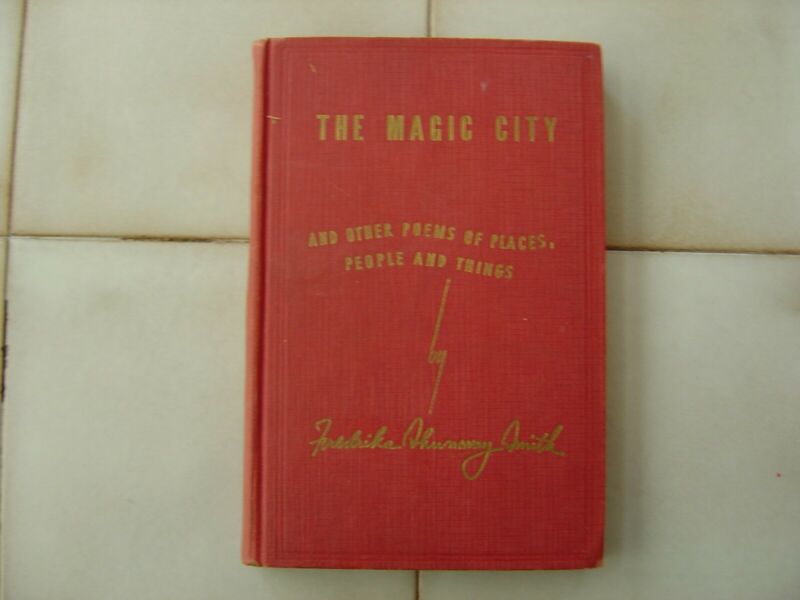 THE MAGIC CITY
AND OTHER POEMS OF PLACES,
PEOPLE AND THINGS
by
Fredrika Shumway Smith